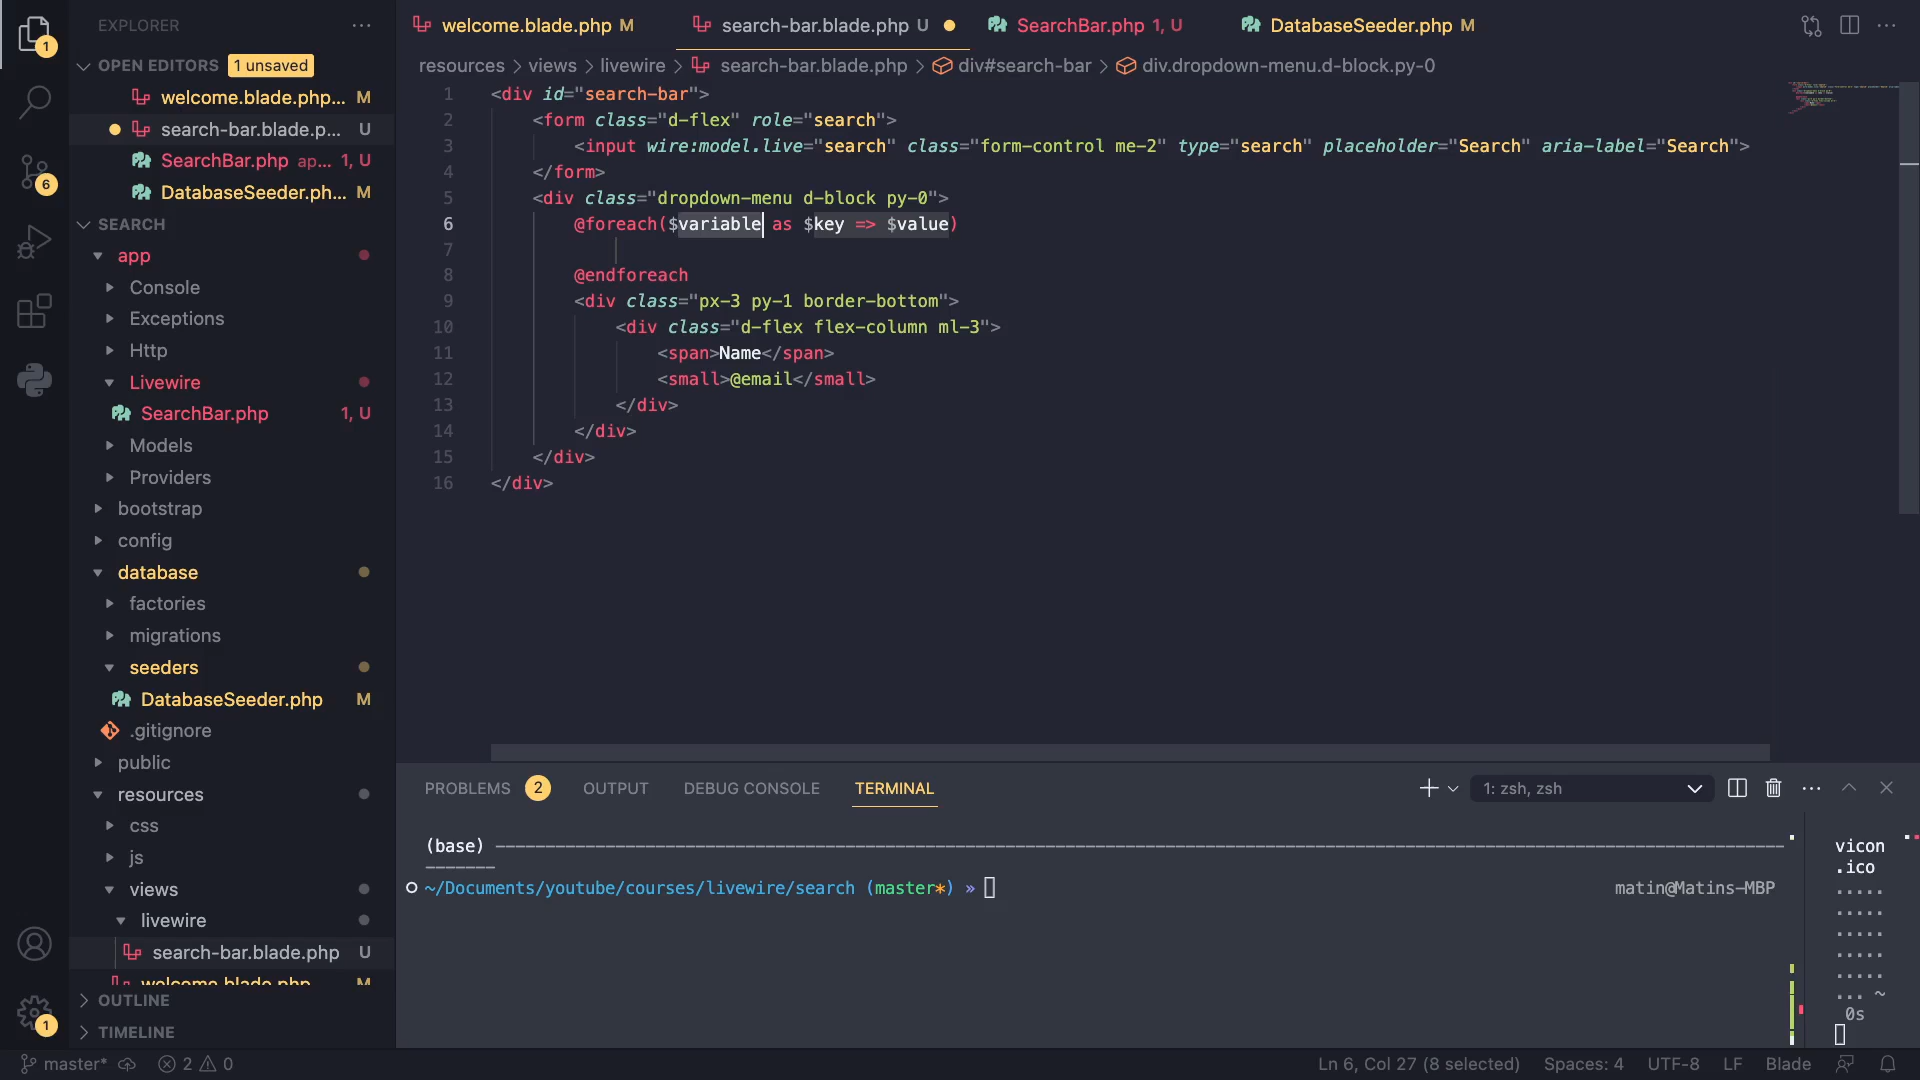 EXPLORER
OPEN EDITORS 1 unsaved
welcome.blade.php... M
search-bar.blade.p... U
SearchBar.php ap... 1, U
DatabaseSeeder.ph... M
SEARCH
app
Console
Exceptions
Http
Livewire
SearchBar.php 1, U
Models
Providers
bootstrap
config
database
factories
migrations
seeders
DatabaseSeeder.php M
.gitignore
public
resources
css
js
views
livewire
search-bar.blade.php U
welcome.blade.php M
OUTLINE
TIMELINE
1
6
1
welcome.blade.php M
search-bar.blade.php U
SearchBar.php 1, U
DatabaseSeeder.php M
resources > views > livewire > search-bar.blade.php > div#search-bar > div.dropdown-menu.d-block.py-0
1 <div id="search-bar">
2 <form class="d-flex" role="search">
3 <input wire:model.live="search" class="form-control me-2" type="search" placeholder="Search" aria-label="Search">
4 </form>
5 <div class="dropdown-menu d-block py-0">
6 @foreach($variable as $key => $value)
7
8 @endforeach
9 <div class="px-3 py-1 border-bottom">
10 <div class="d-flex flex-column ml-3">
11 <span>Name</span>
12 <small>@email</small>
13 </div>
14 </div>
15 </div>
16 </div>
PROBLEMS 2 OUTPUT DEBUG CONSOLE TERMINAL
1: zsh, zsh
(base)
~/Documents/youtube/courses/livewire/search (master*) » matin@Matins-MBP
vicon
.ico
.....
.....
.....
.....
.....
... ~
0s
master* 2 0
Ln 6, Col 27 (8 selected) Spaces: 4 UTF-8 LF Blade